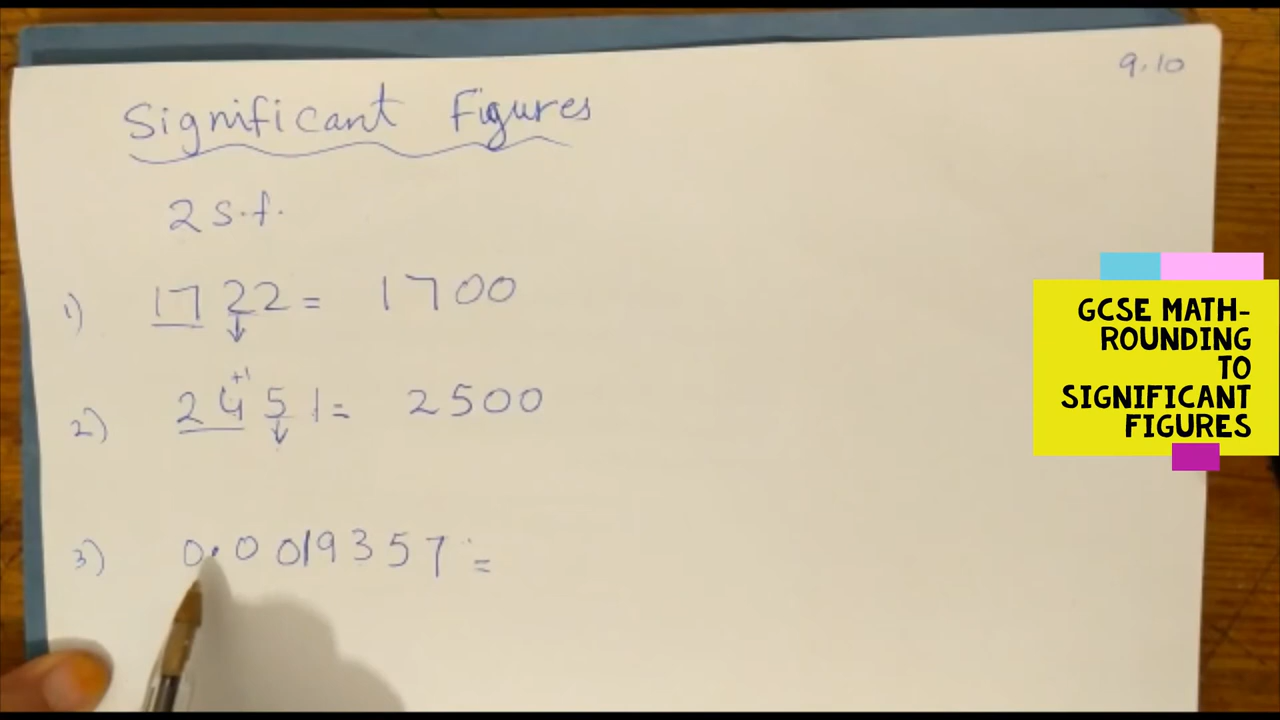 9.10
Significant Figures
2 s.f.
1) 1722 = 1700
+1
2) 2451 = 2500
3) 0.0019357 =
GCSE MATH-
ROUNDING
TO
SIGNIFICANT
FIGURES